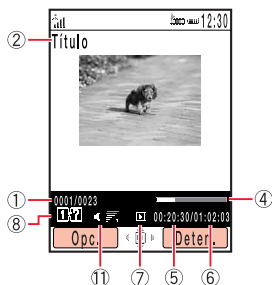 12:30
② Título
① 0001/0023 ④
⑧ 00:20:30/01:02:03
Opc. Deter.
⑪ ⑦ ⑤ ⑥